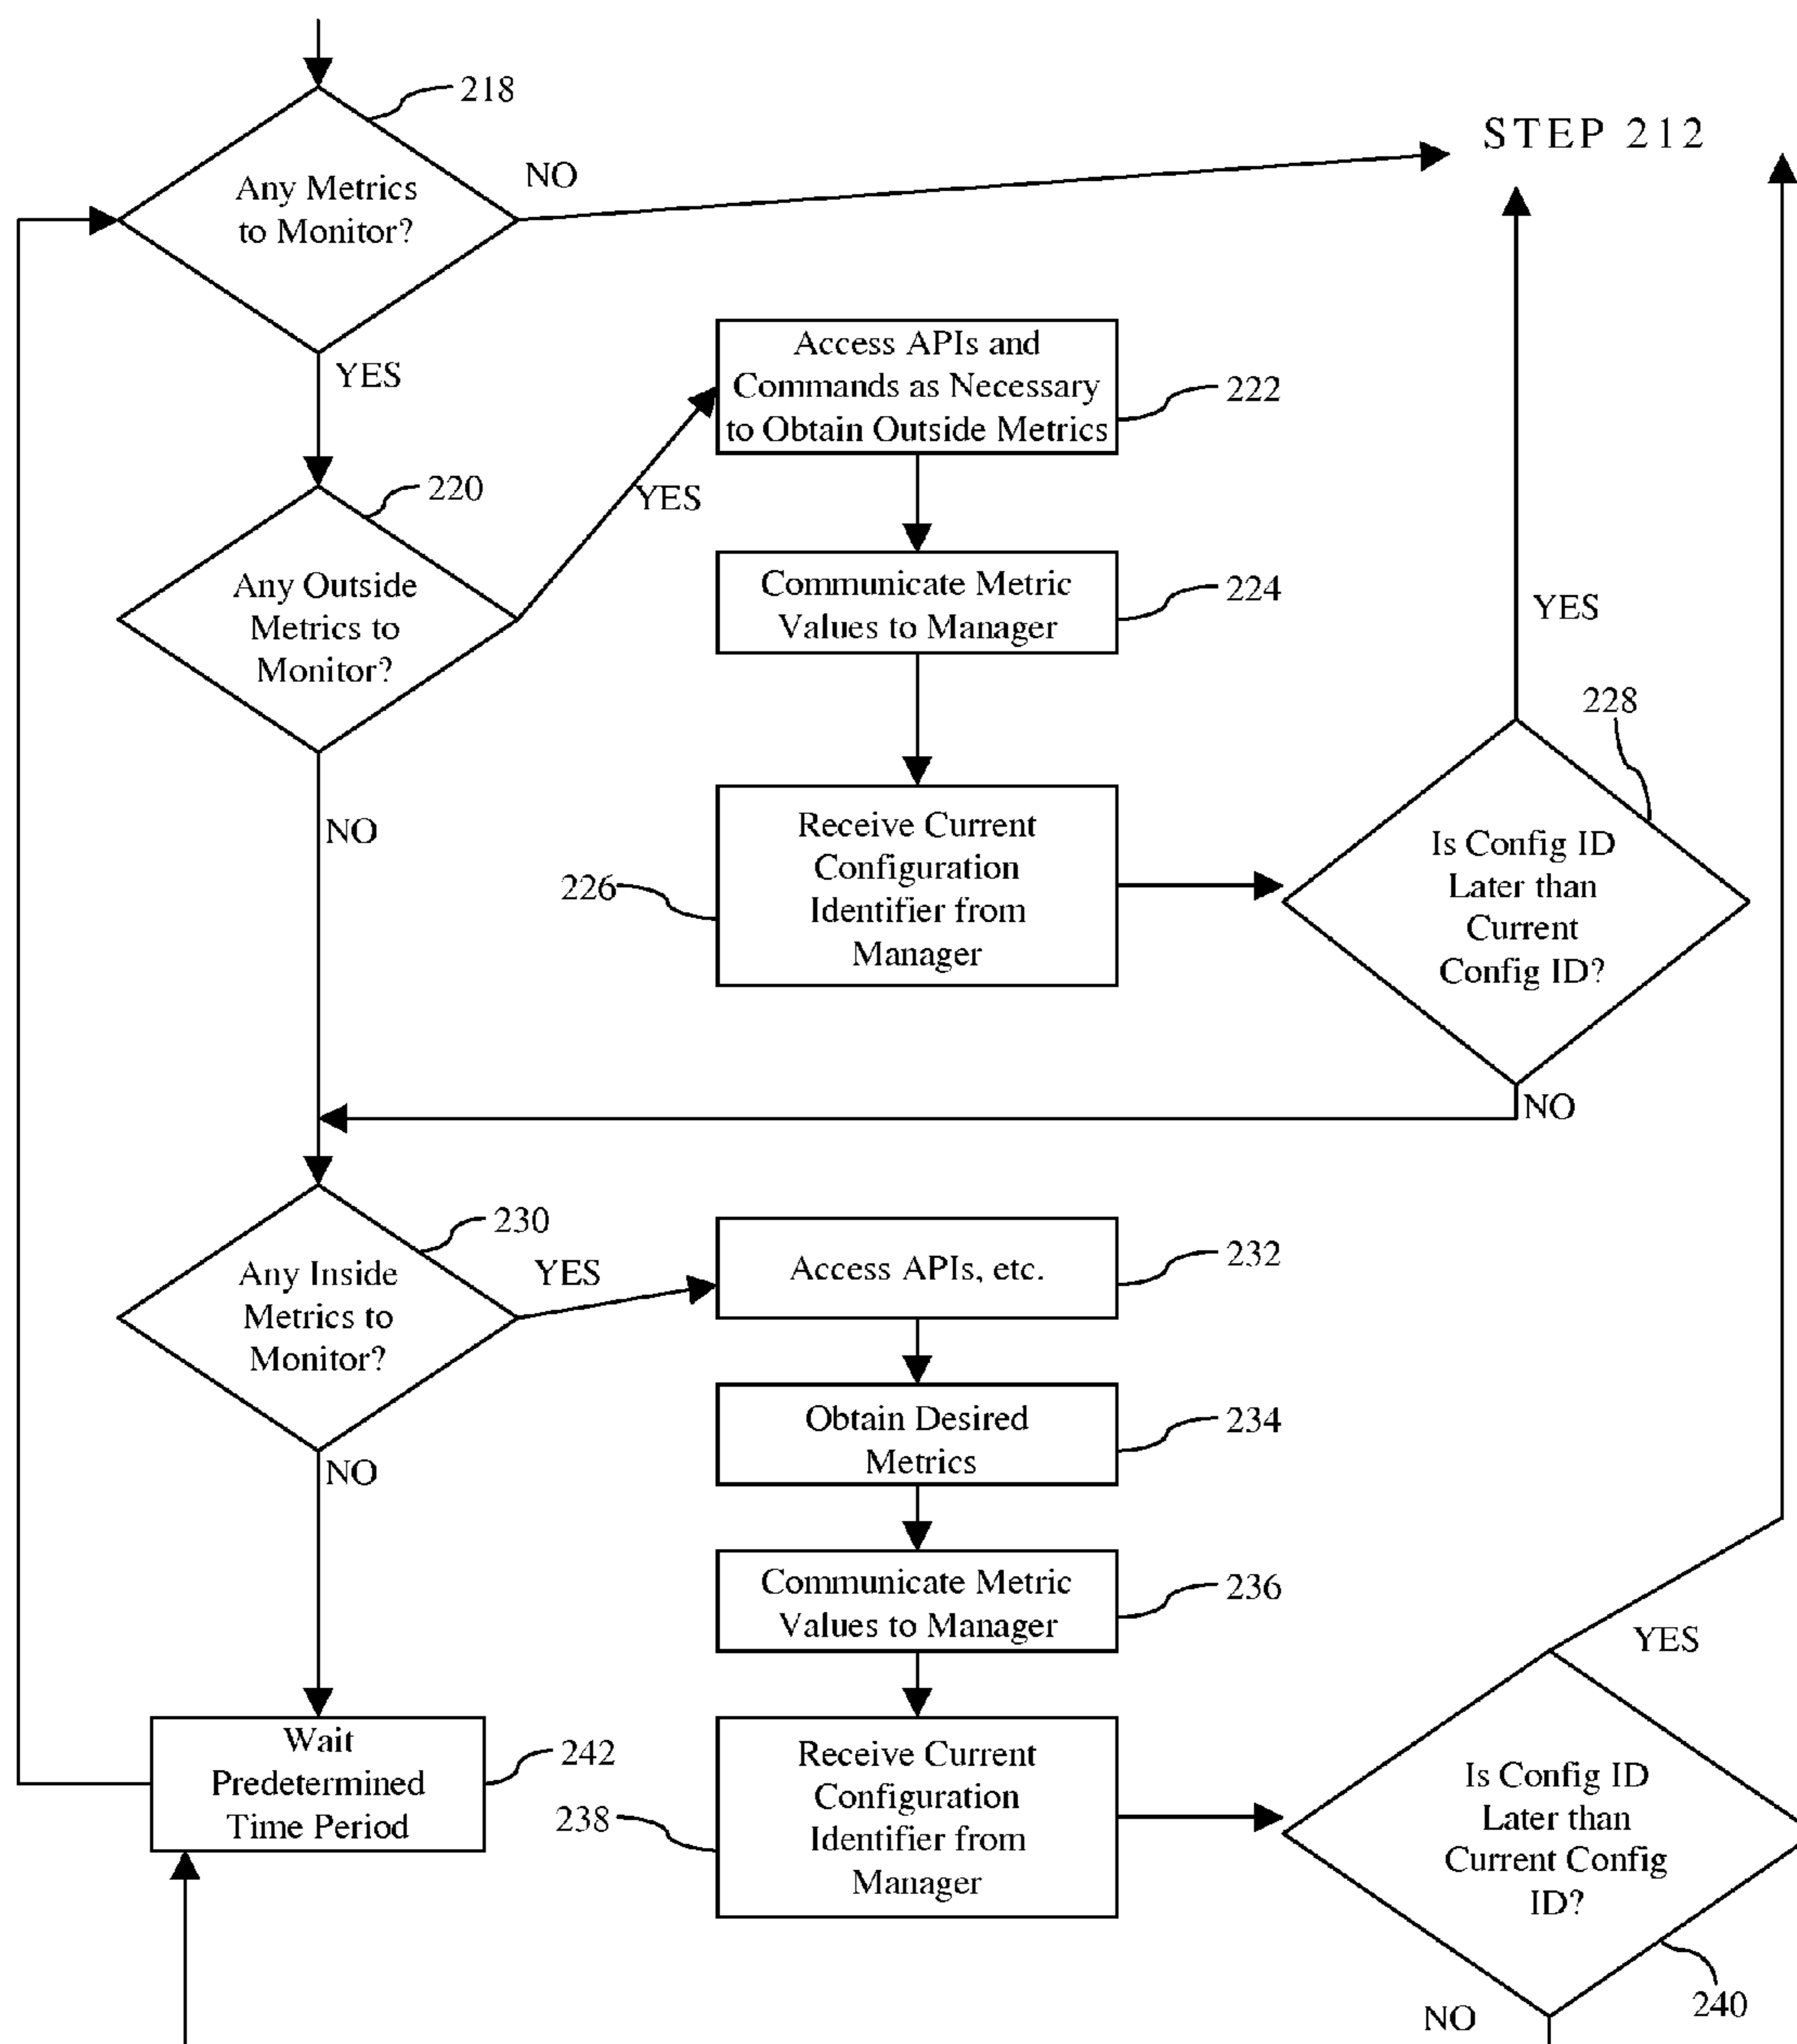 218
STEP 212
Any Metrics
to Monitor?
NO
YES
Access APIs and
Commands as Necessary
to Obtain Outside Metrics
222
220
YES
Any Outside
Metrics to
Monitor?
Communicate Metric
Values to Manager
224
YES
228
NO
Receive Current
Configuration
Identifier from
Manager
226
Is Config ID
Later than
Current
Config ID?
NO
230
Any Inside
Metrics to
Monitor?
YES
Access APIs, etc.
232
NO
Obtain Desired
Metrics
234
Communicate Metric
Values to Manager
236
YES
Wait
Predetermined
Time Period
242
Receive Current
Configuration
Identifier from
Manager
238
Is Config ID
Later than
Current Config
ID?
240
NO